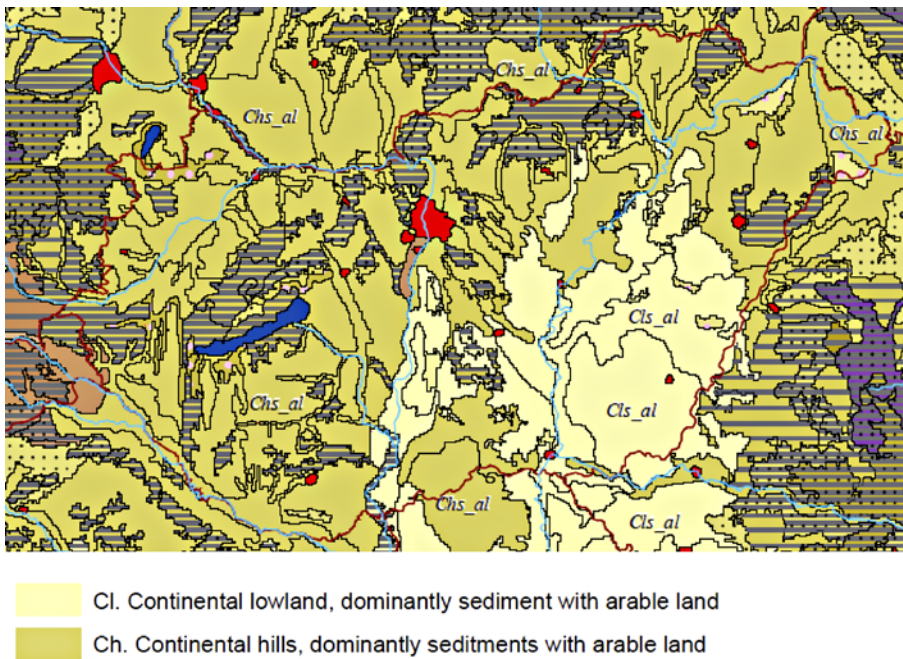 Chs_al
Chs_al
Chs_al
Cls_al
Chs_al
Cls_al
Chs_al
Cls_al
Cl. Continental lowland, dominantly sediment with arable land
Ch. Continental hills, dominantly seditments with arable land